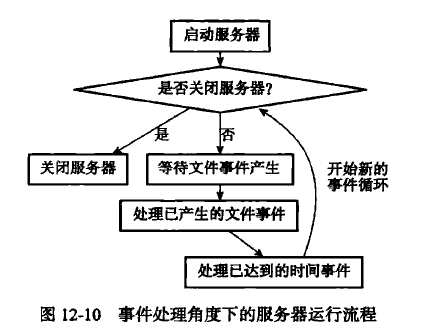 启动服务器
是否关闭服务器?
是
否
关闭服务器
等待文件事件产生
开始新的
事件循环
处理已产生的文件事件
处理已达到的时间事件
图 12-10 事件处理角度下的服务器运行流程